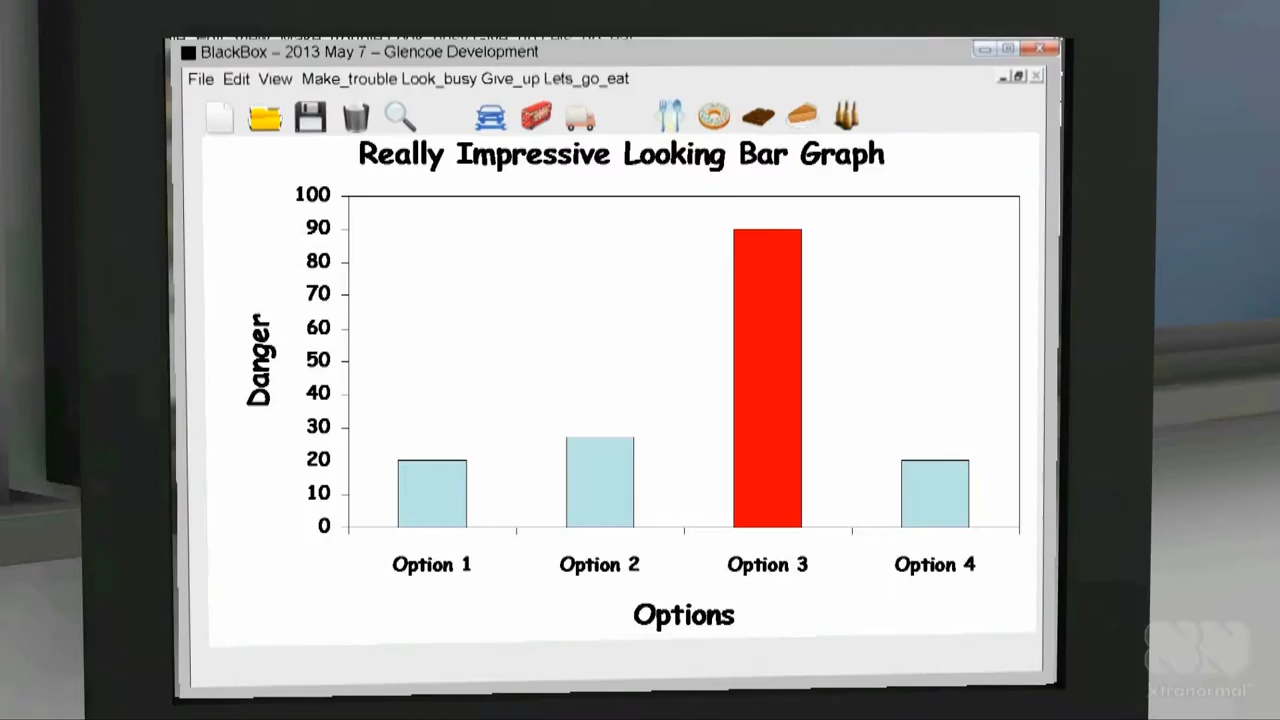 BlackBox – 2013 May 7 – Glencoe Development
File Edit View Make_trouble Look_busy Give_up Lets_go_eat
Really Impressive Looking Bar Graph
100
90
80
70
60
50
40
30
20
10
0
Danger
Option 1 Option 2 Option 3 Option 4
Options
xtranormal